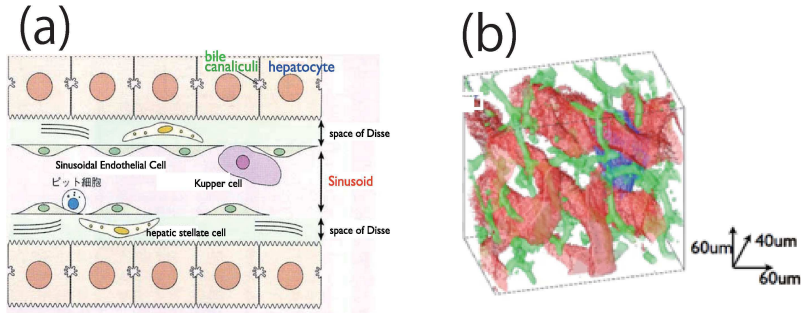 (a)
(b)
bile
canaliculi
hepatocyte
space of Disse
Sinusoidal Endothelial Cell
Kupper cell
Sinusoid
ピット細胞
hepatic stellate cell
space of Disse
60um
40um
60um